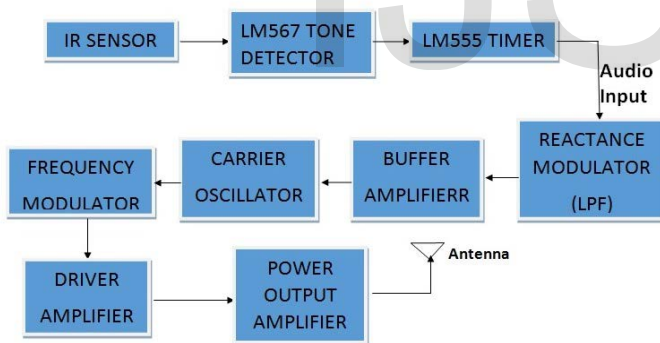 IR SENSOR
LM567 TONE
DETECTOR
LM555 TIMER
Audio
Input
REACTANCE
MODULATOR
(LPF)
BUFFER
AMPLIFIERR
CARRIER
OSCILLATOR
FREQUENCY
MODULATOR
DRIVER
AMPLIFIER
POWER
OUTPUT
AMPLIFIER
Antenna